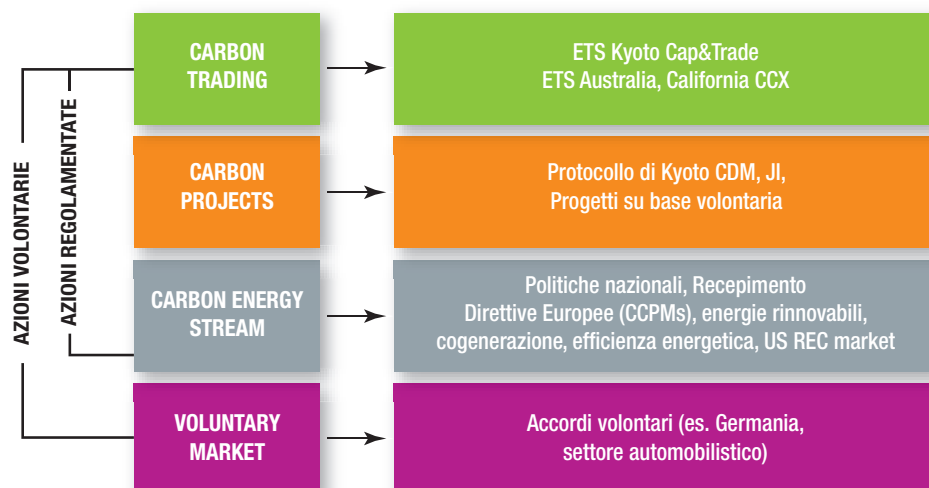 AZIONI VOLONTARIE
AZIONI REGOLAMENTATE
CARBON
TRADING
ETS Kyoto Cap&Trade
ETS Australia, California CCX
CARBON
PROJECTS
Protocollo di Kyoto CDM, JI,
Progetti su base volontaria
CARBON ENERGY
STREAM
Politiche nazionali, Recepimento
Direttive Europee (CCPMs), energie rinnovabili,
cogenerazione, efficienza energetica, US REC market
VOLUNTARY
MARKET
Accordi volontari (es. Germania,
settore automobilistico)